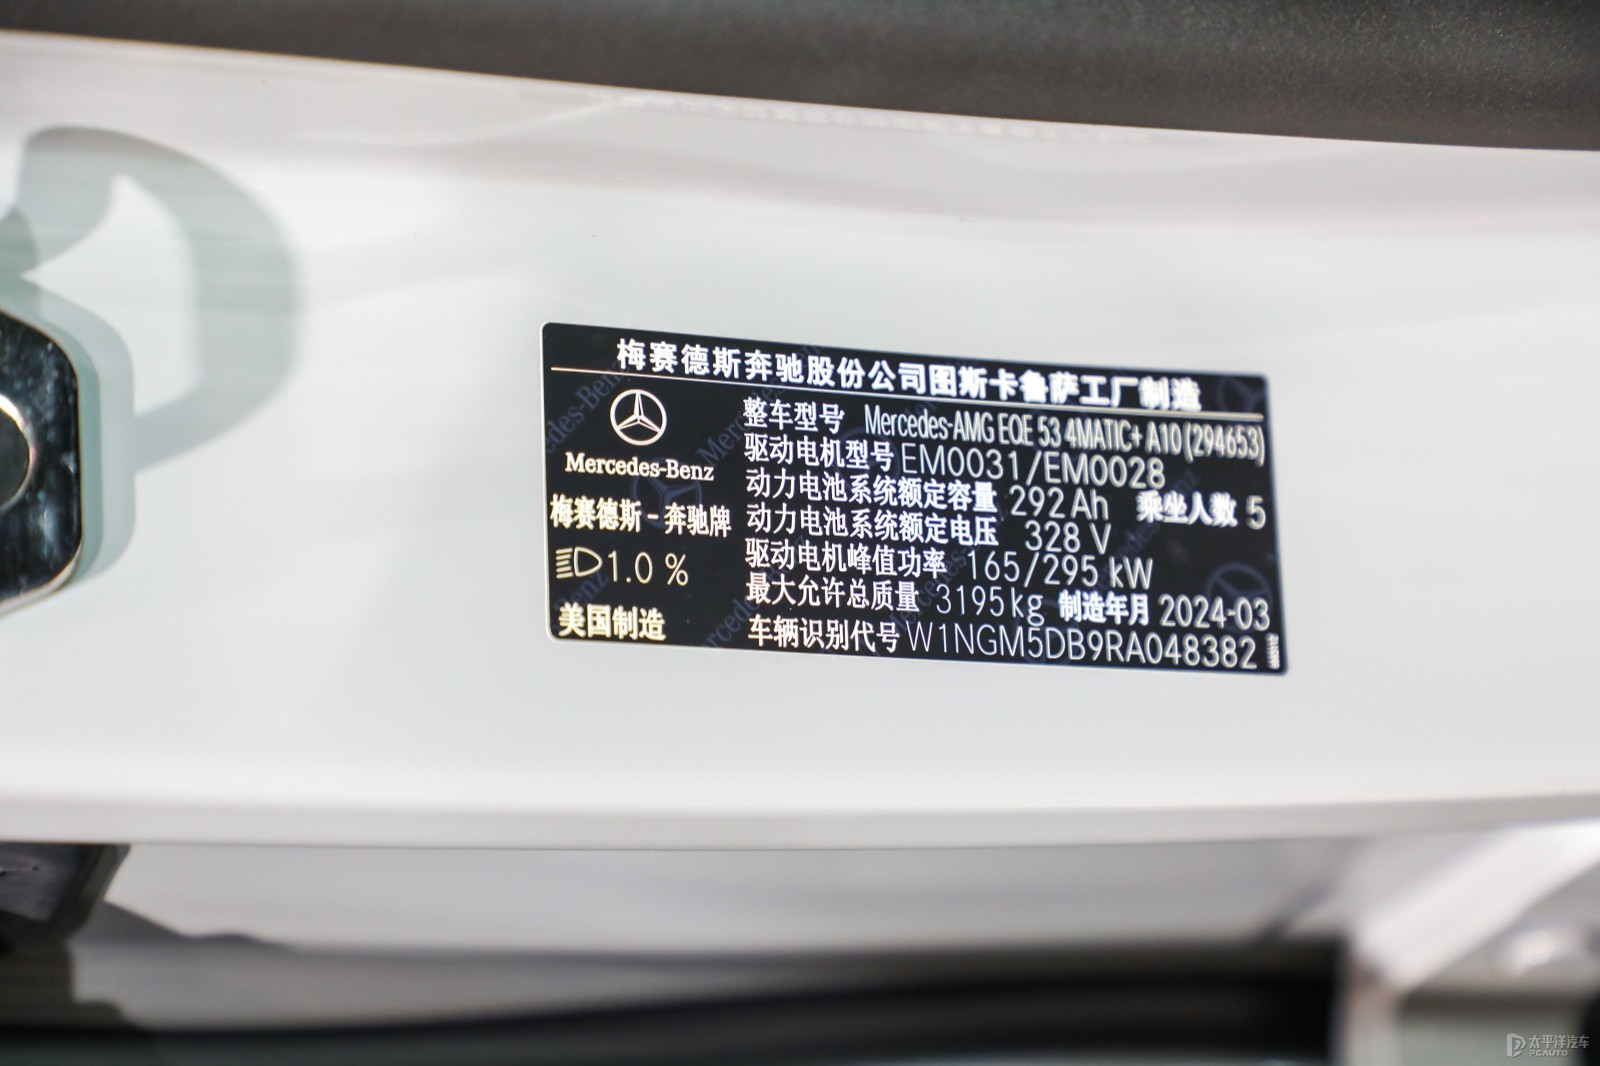 梅赛德斯奔驰股份公司图斯卡鲁萨工厂制造
Mercedes-Benz
梅赛德斯-奔驰牌
1.0 %
美国制造
整车型号 Mercedes-AMG EQE 53 4MATIC+ A10 (294653)
驱动电机型号 EM0031/EM0028
动力电池系统额定容量 292 Ah 乘坐人数 5
动力电池系统额定电压 328 V
驱动电机峰值功率 165/295 kW
最大允许总质量 3195 kg 制造年月 2024-03
车辆识别代号 W1NGM5DB9RA048382
太平洋汽车
PCAUTO